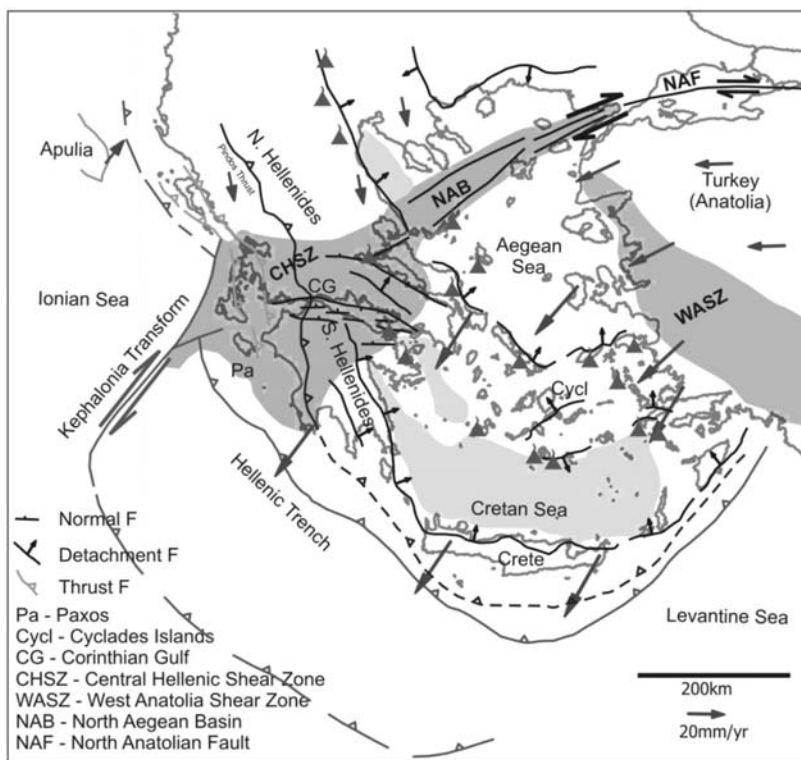 NAF
Apulia
N. Hellenides
Pindos Thrust
NAB
Turkey
(Anatolia)
Aegean
Sea
CHSZ
CG
Ionian Sea
WASZ
Kephalonia Transform
S. Hellenides
Pa
Cycl
Hellenic Trench
Cretan Sea
Crete
Levantine Sea
Normal F
Detachment F
Thrust F
Pa - Paxos
Cycl - Cyclades Islands
CG - Corinthian Gulf
CHSZ - Central Hellenic Shear Zone
WASZ - West Anatolia Shear Zone
NAB - North Aegean Basin
NAF - North Anatolian Fault
200km
20mm/yr